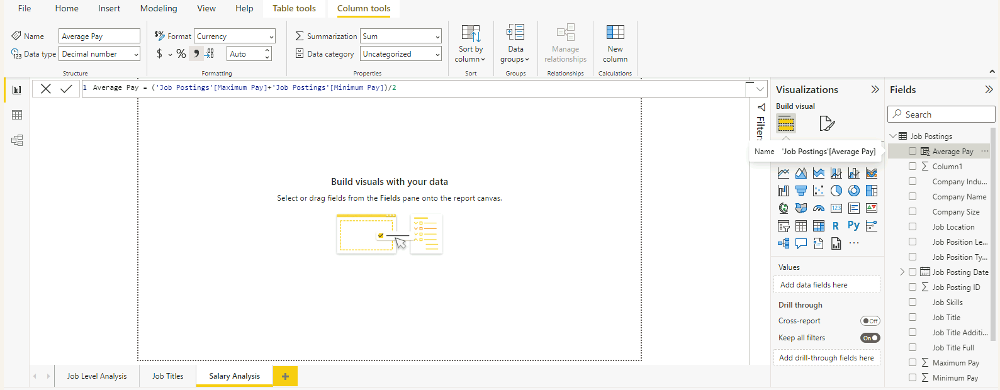 File Home Insert Modeling View Help Table tools Column tools
Name Average Pay
Data type Decimal number
Structure
Format Currency
$ % 9 .00 Auto
Formatting
Summarization Sum
Data category Uncategorized
Properties
Sort by
column
Sort
Data
groups
Groups
Manage
relationships
Relationships
New
column
Calculations
1 Average Pay = ('Job Postings'[Maximum Pay]+'Job Postings'[Minimum Pay])/2
Build visuals with your data
Select or drag fields from the Fields pane onto the report canvas.
Job Level Analysis Job Titles Salary Analysis +
Filters
Visualizations
Build visual
Name 'Job Postings'[Average Pay]
123
R Py
...
Values
Add data fields here
Drill through
Cross-report Off
Keep all filters On
Add drill-through fields here
Fields
Search
Job Postings
Average Pay ...
Column1
Company Indu...
Company Name
Company Size
Job Location
Job Position Le...
Job Position Ty...
Job Posting Date
Job Posting ID
Job Skills
Job Title
Job Title Additi...
Job Title Full
Maximum Pay
Minimum Pay